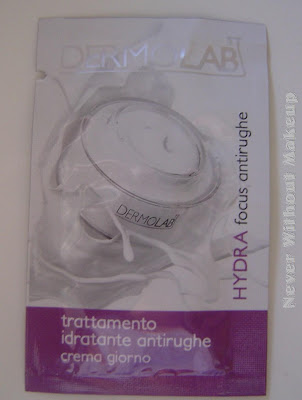 DERMOLAB
DERMOLAB
HYDRA focus antirughe
trattamento
idratante antirughe
crema giorno
Never Without Makeup